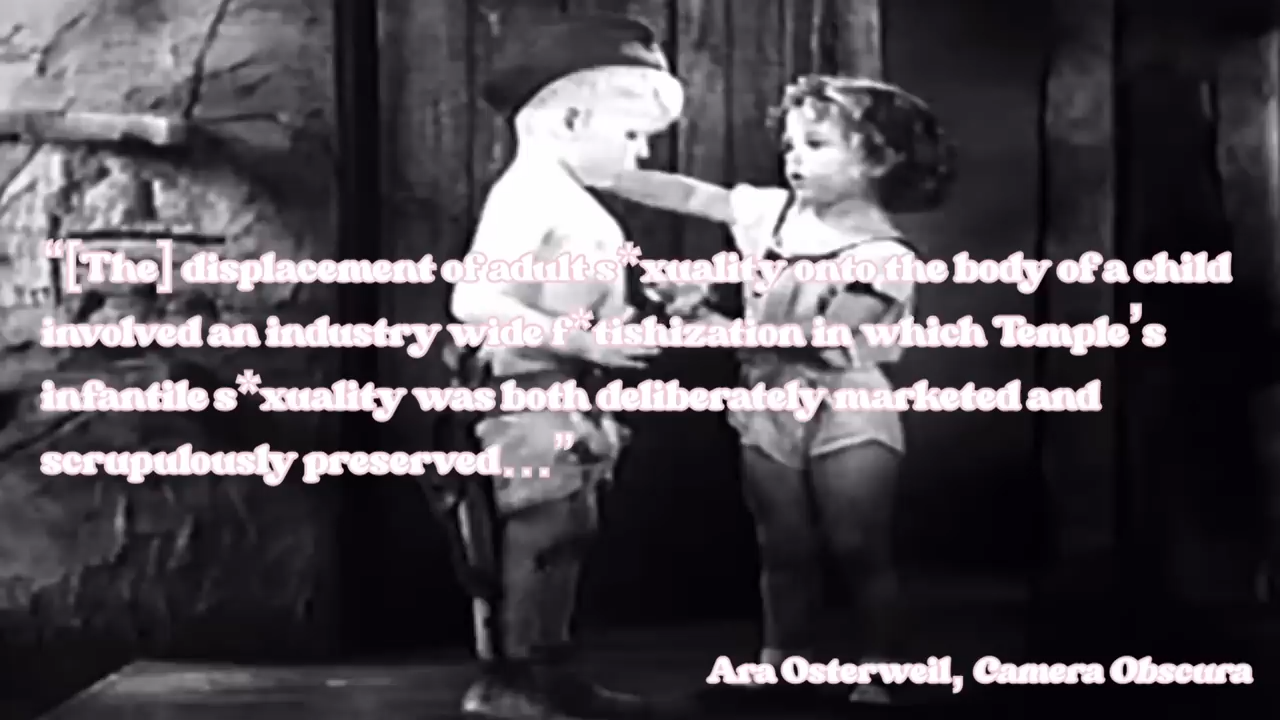 “[The] displacement of adult s*xuality onto the body of a child
involved an industry wide f*tishization in which Temple’s
infantile s*xuality was both deliberately marketed and
scrupulously preserved...”
Ara Osterweil, Camera Obscura